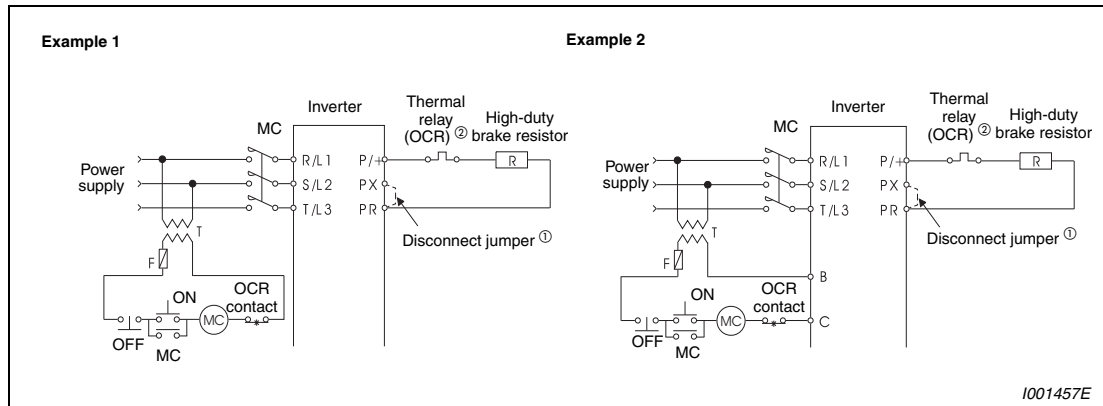 Example 1
Inverter
MC
Thermal
relay
(OCR) ②
High-duty
brake resistor
Power
supply
R/L1
S/L2
T/L3
P/+
PX
PR
R
Disconnect jumper ①
T
F
ON
OCR
contact
MC
OFF
MC
Example 2
Inverter
MC
Thermal
relay
(OCR) ②
High-duty
brake resistor
Power
supply
R/L1
S/L2
T/L3
P/+
PX
PR
R
Disconnect jumper ①
T
F
B
ON
OCR
contact
MC
C
OFF
MC
I001457E